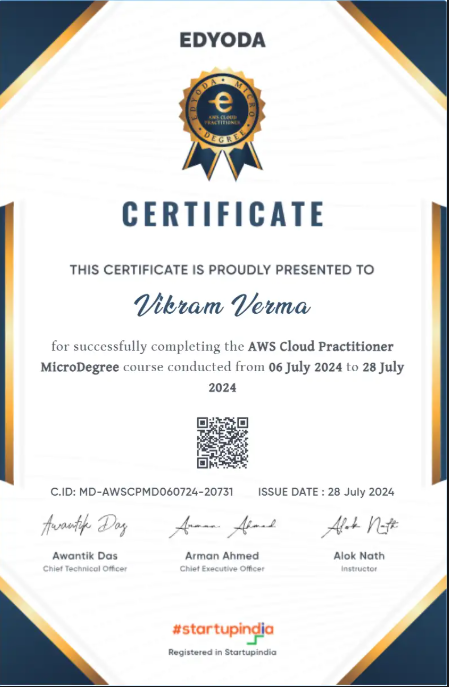 EDYODA
EDYODA • MICRO
e
AWS CLOUD
PRACTITIONER
• DEGREE •
CERTIFICATE
THIS CERTIFICATE IS PROUDLY PRESENTED TO
Vikram Verma
for successfully completing the AWS Cloud Practitioner
MicroDegree course conducted from 06 July 2024 to 28 July
2024
C.ID: MD-AWSCPMD060724-20731 ISSUE DATE : 28 July 2024
Awantik Das Arman Ahmed Alok Nath
Awantik Das Arman Ahmed Alok Nath
Chief Technical Officer Chief Executive Officer Instructor
#startupindia
Registered in Startupindia